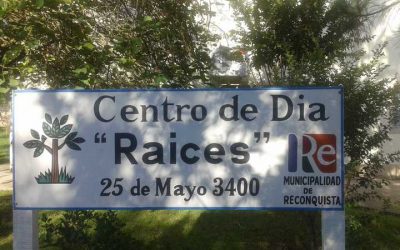 Centro de Dia
"Raices"
25 de Mayo 3400
Re
MUNICIPALIDAD
DE
RECONQUISTA